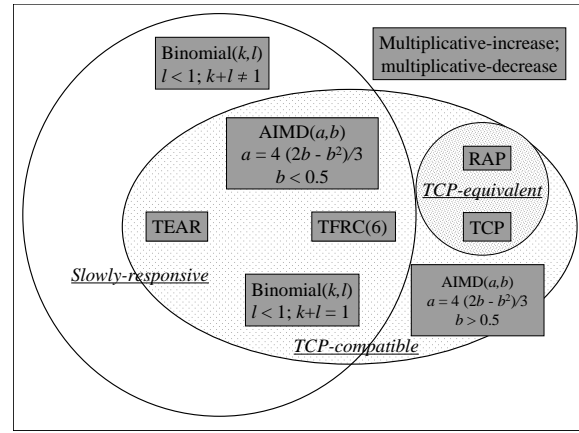 Binomial(k,l)
l < 1; k+l ≠ 1
Multiplicative-increase;
multiplicative-decrease
AIMD(a,b)
a = 4 (2b - b²)/3
b < 0.5
RAP
TCP-equivalent
TCP
TEAR
TFRC(6)
Slowly-responsive
Binomial(k,l)
l < 1; k+l = 1
AIMD(a,b)
a = 4 (2b - b²)/3
b > 0.5
TCP-compatible